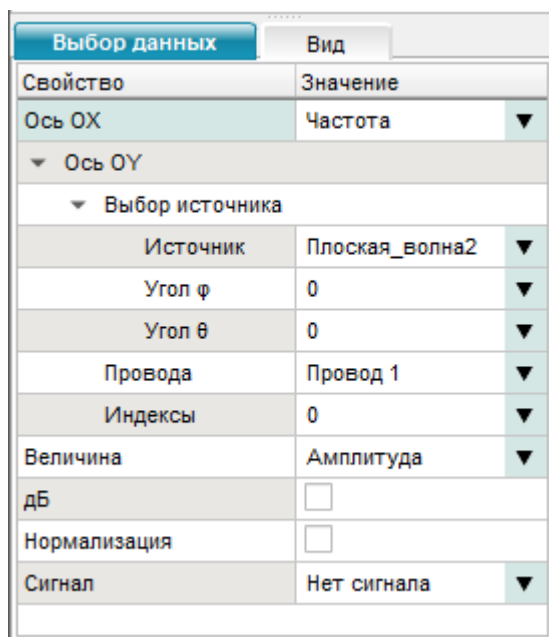 Выбор данных Вид
Свойство Значение
Ось OX Частота
Ось OY
Выбор источника
Источник Плоская_волна2
Угол φ 0
Угол θ 0
Провода Провод 1
Индексы 0
Величина Амплитуда
дБ
Нормализация
Сигнал Нет сигнала